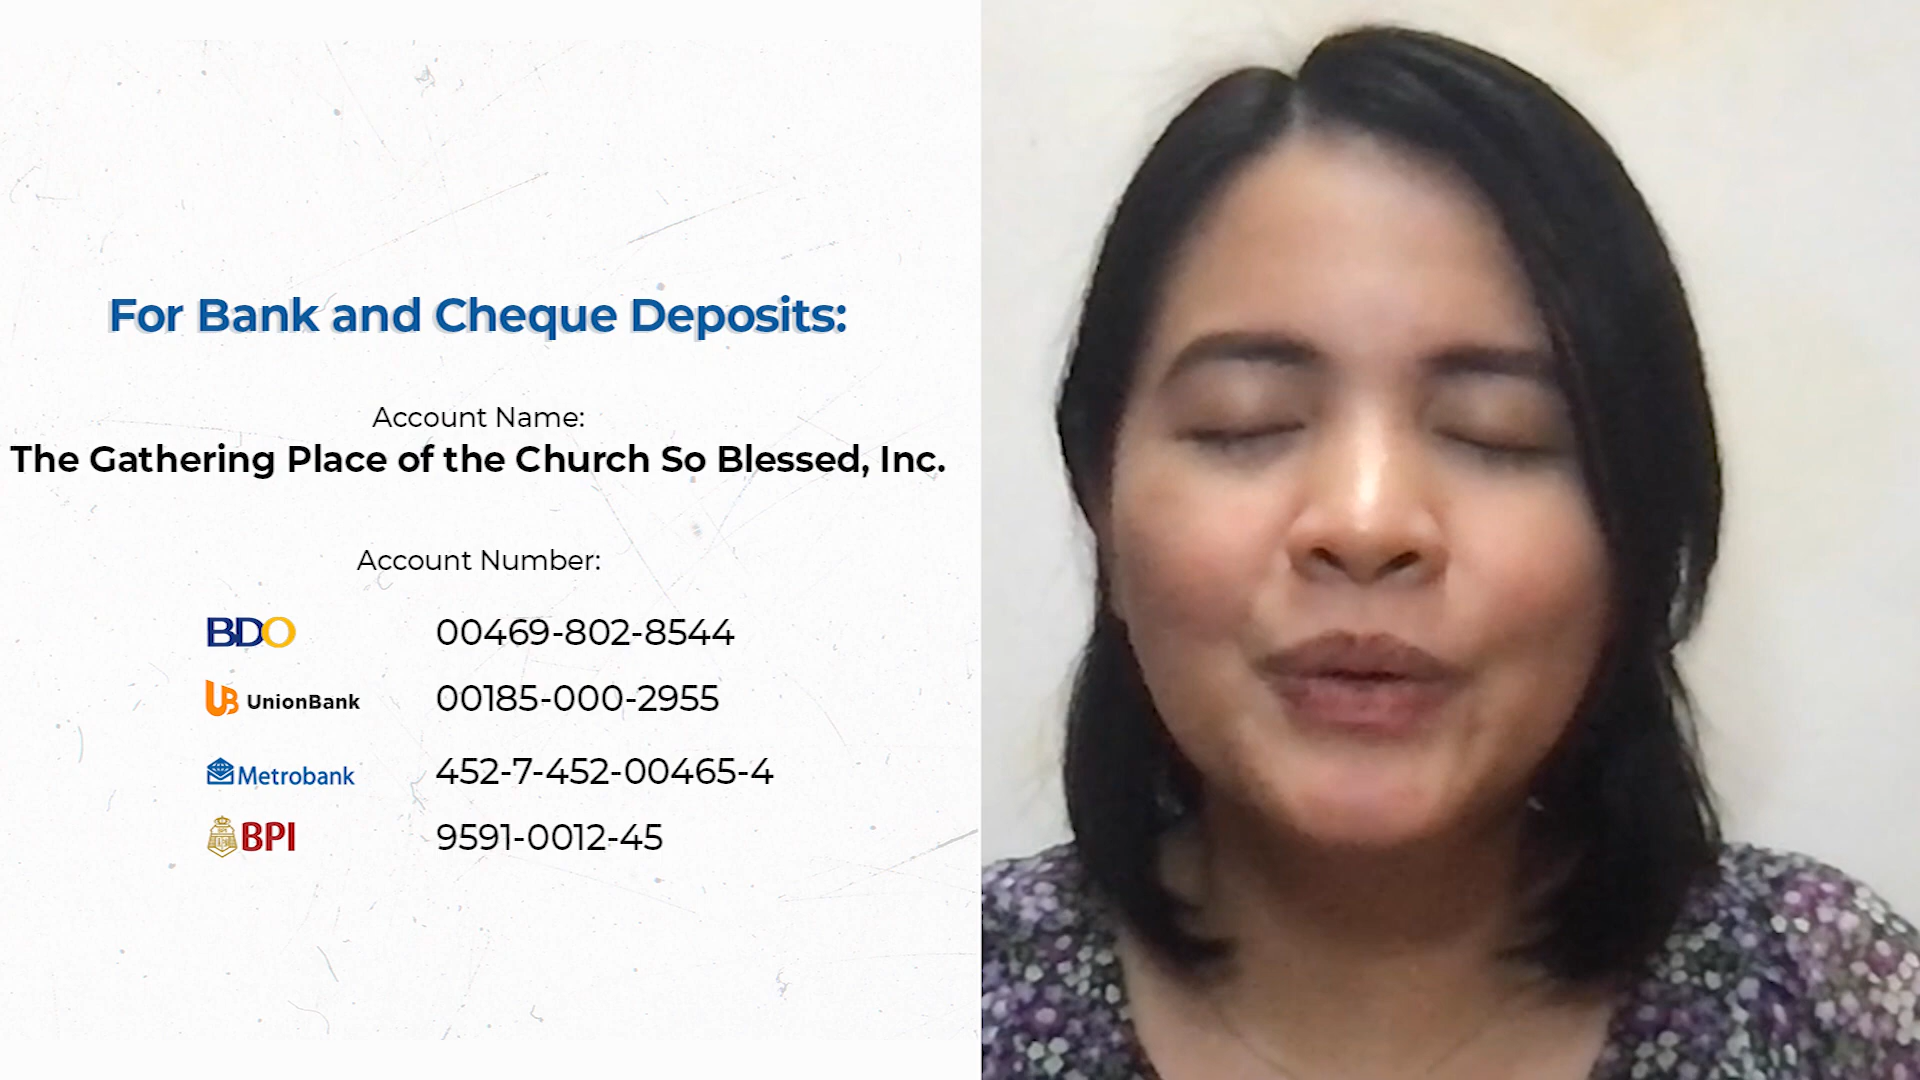 For Bank and Cheque Deposits:
Account Name:
The Gathering Place of the Church So Blessed, Inc.
Account Number:
BDO 00469-802-8544
UB UnionBank 00185-000-2955
Metrobank 452-7-452-00465-4
BPI 9591-0012-45